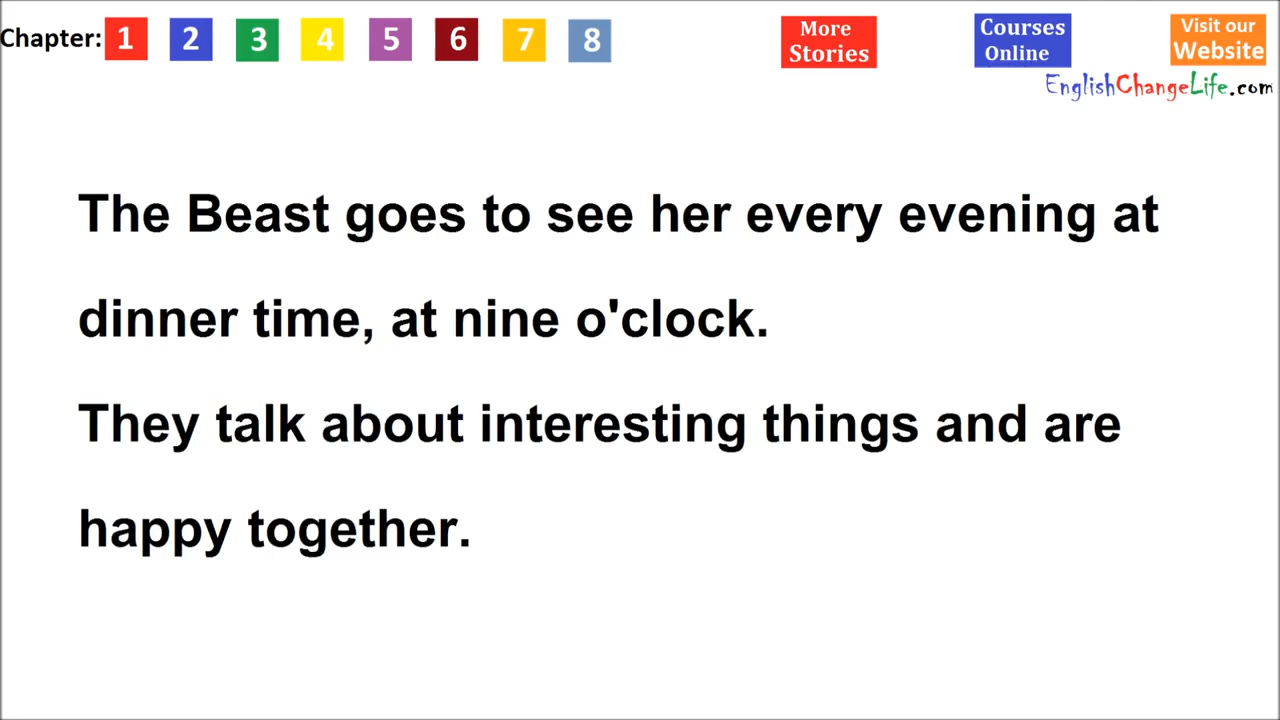 Chapter: 1 2 3 4 5 6 7 8
More Stories
Courses Online
Visit our Website
EnglishChangeLife.com
The Beast goes to see her every evening at
dinner time, at nine o'clock.
They talk about interesting things and are
happy together.